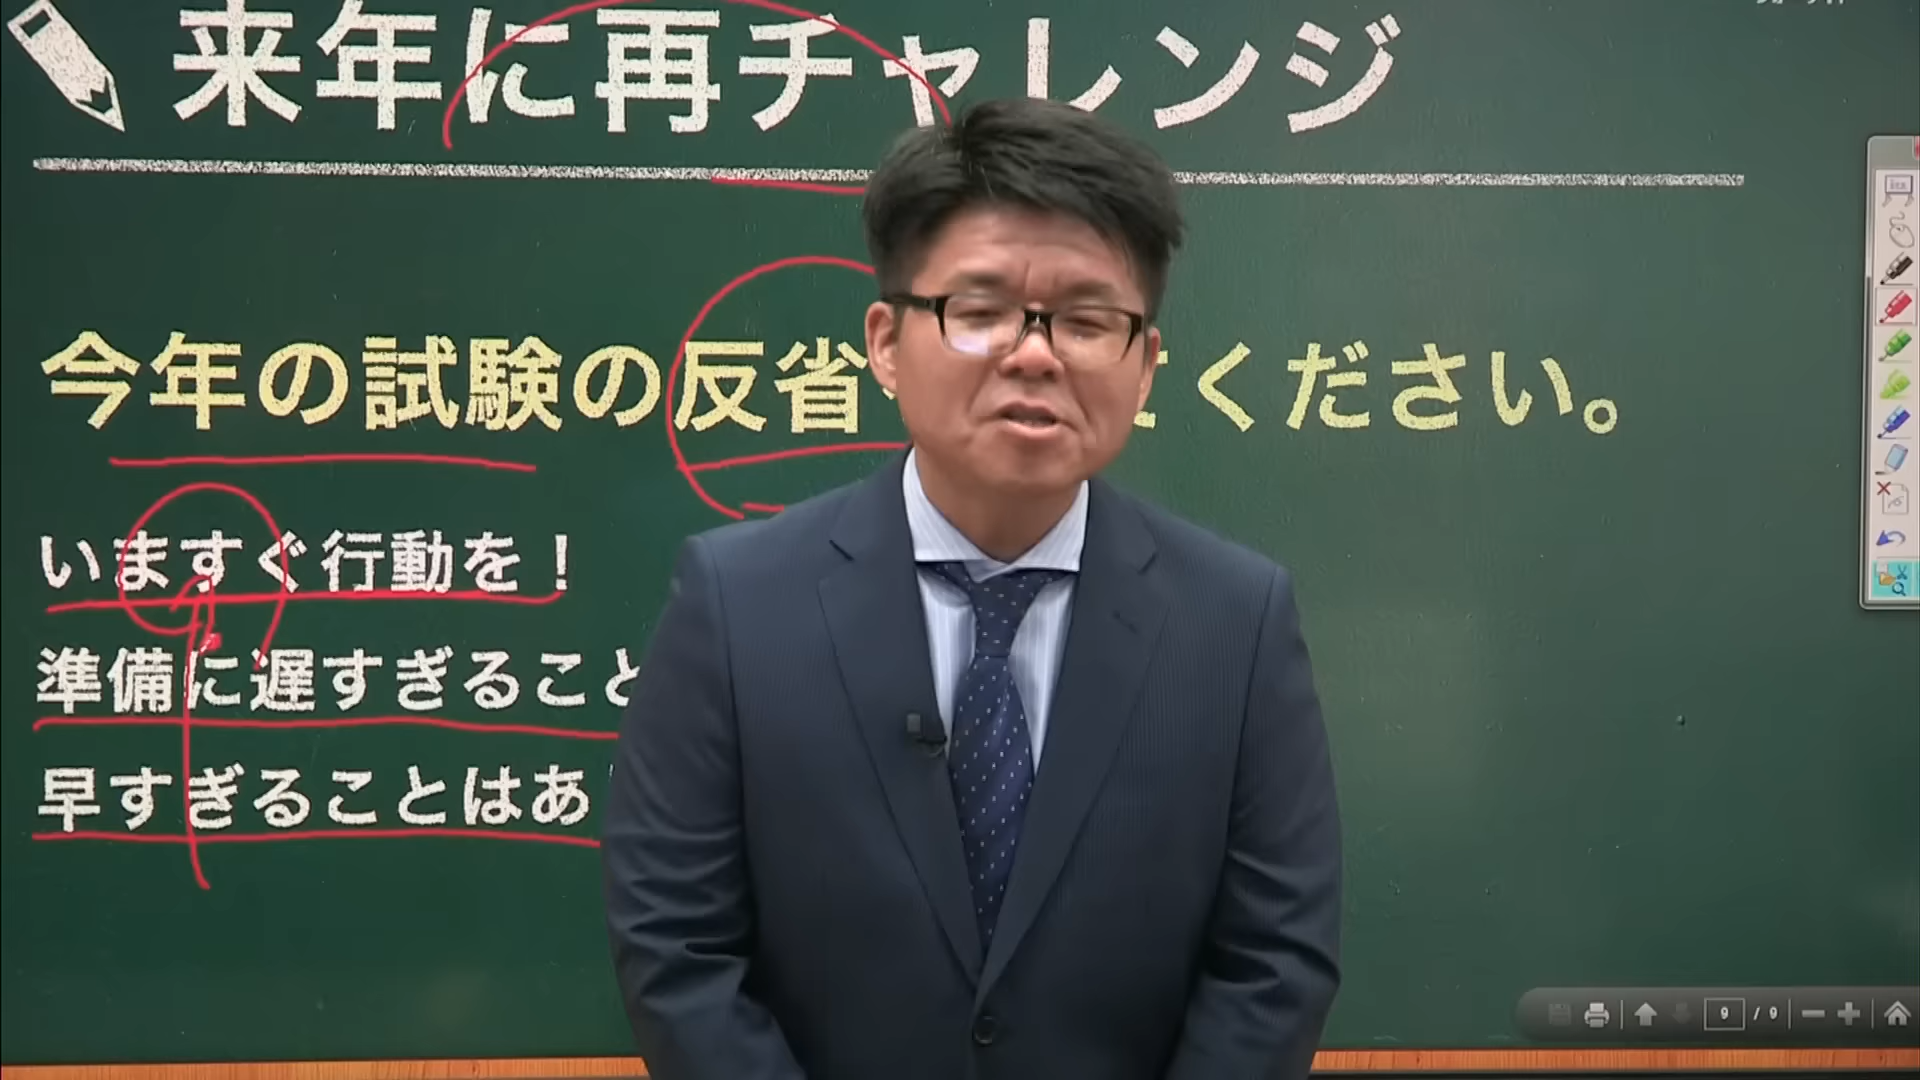 来年に再チャレンジ
今年の試験の反省 ください。
いますぐ行動を！
準備に遅すぎること
早すぎることはあ
9 / 9